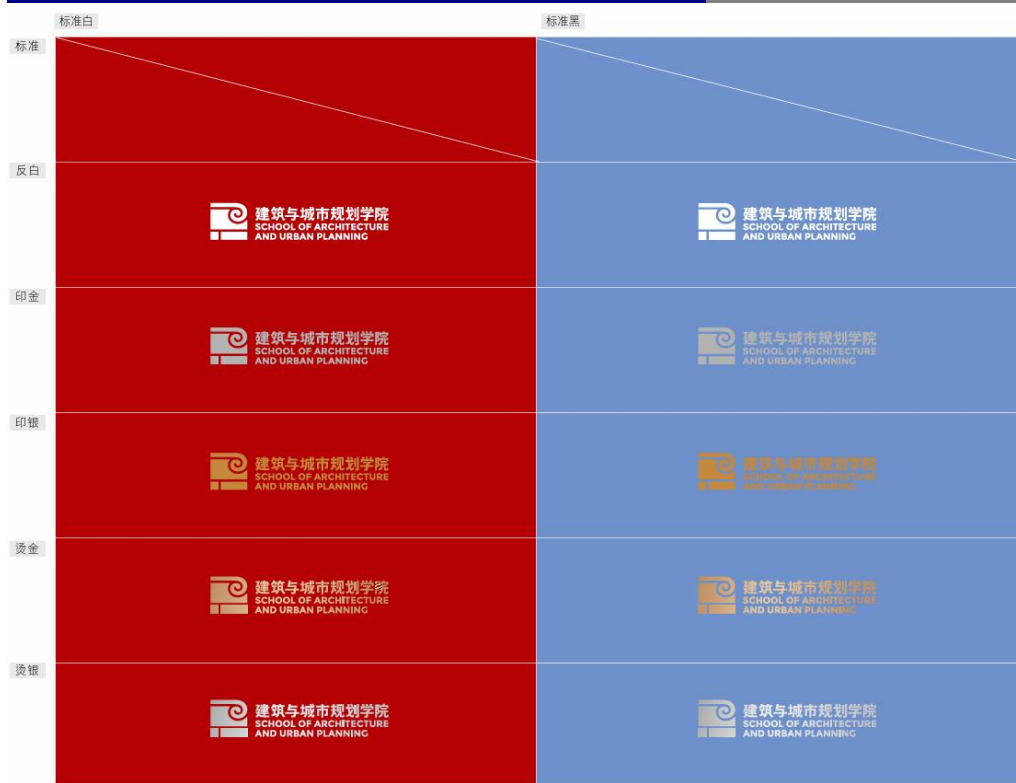 标准白
标准黑
标准
反白
建筑与城市规划学院
SCHOOL OF ARCHITECTURE
AND URBAN PLANNING
建筑与城市规划学院
SCHOOL OF ARCHITECTURE
AND URBAN PLANNING
印金
建筑与城市规划学院
SCHOOL OF ARCHITECTURE
AND URBAN PLANNING
建筑与城市规划学院
SCHOOL OF ARCHITECTURE
AND URBAN PLANNING
印银
建筑与城市规划学院
SCHOOL OF ARCHITECTURE
AND URBAN PLANNING
建筑与城市规划学院
SCHOOL OF ARCHITECTURE
AND URBAN PLANNING
烫金
建筑与城市规划学院
SCHOOL OF ARCHITECTURE
AND URBAN PLANNING
建筑与城市规划学院
SCHOOL OF ARCHITECTURE
AND URBAN PLANNING
烫银
建筑与城市规划学院
SCHOOL OF ARCHITECTURE
AND URBAN PLANNING
建筑与城市规划学院
SCHOOL OF ARCHITECTURE
AND URBAN PLANNING